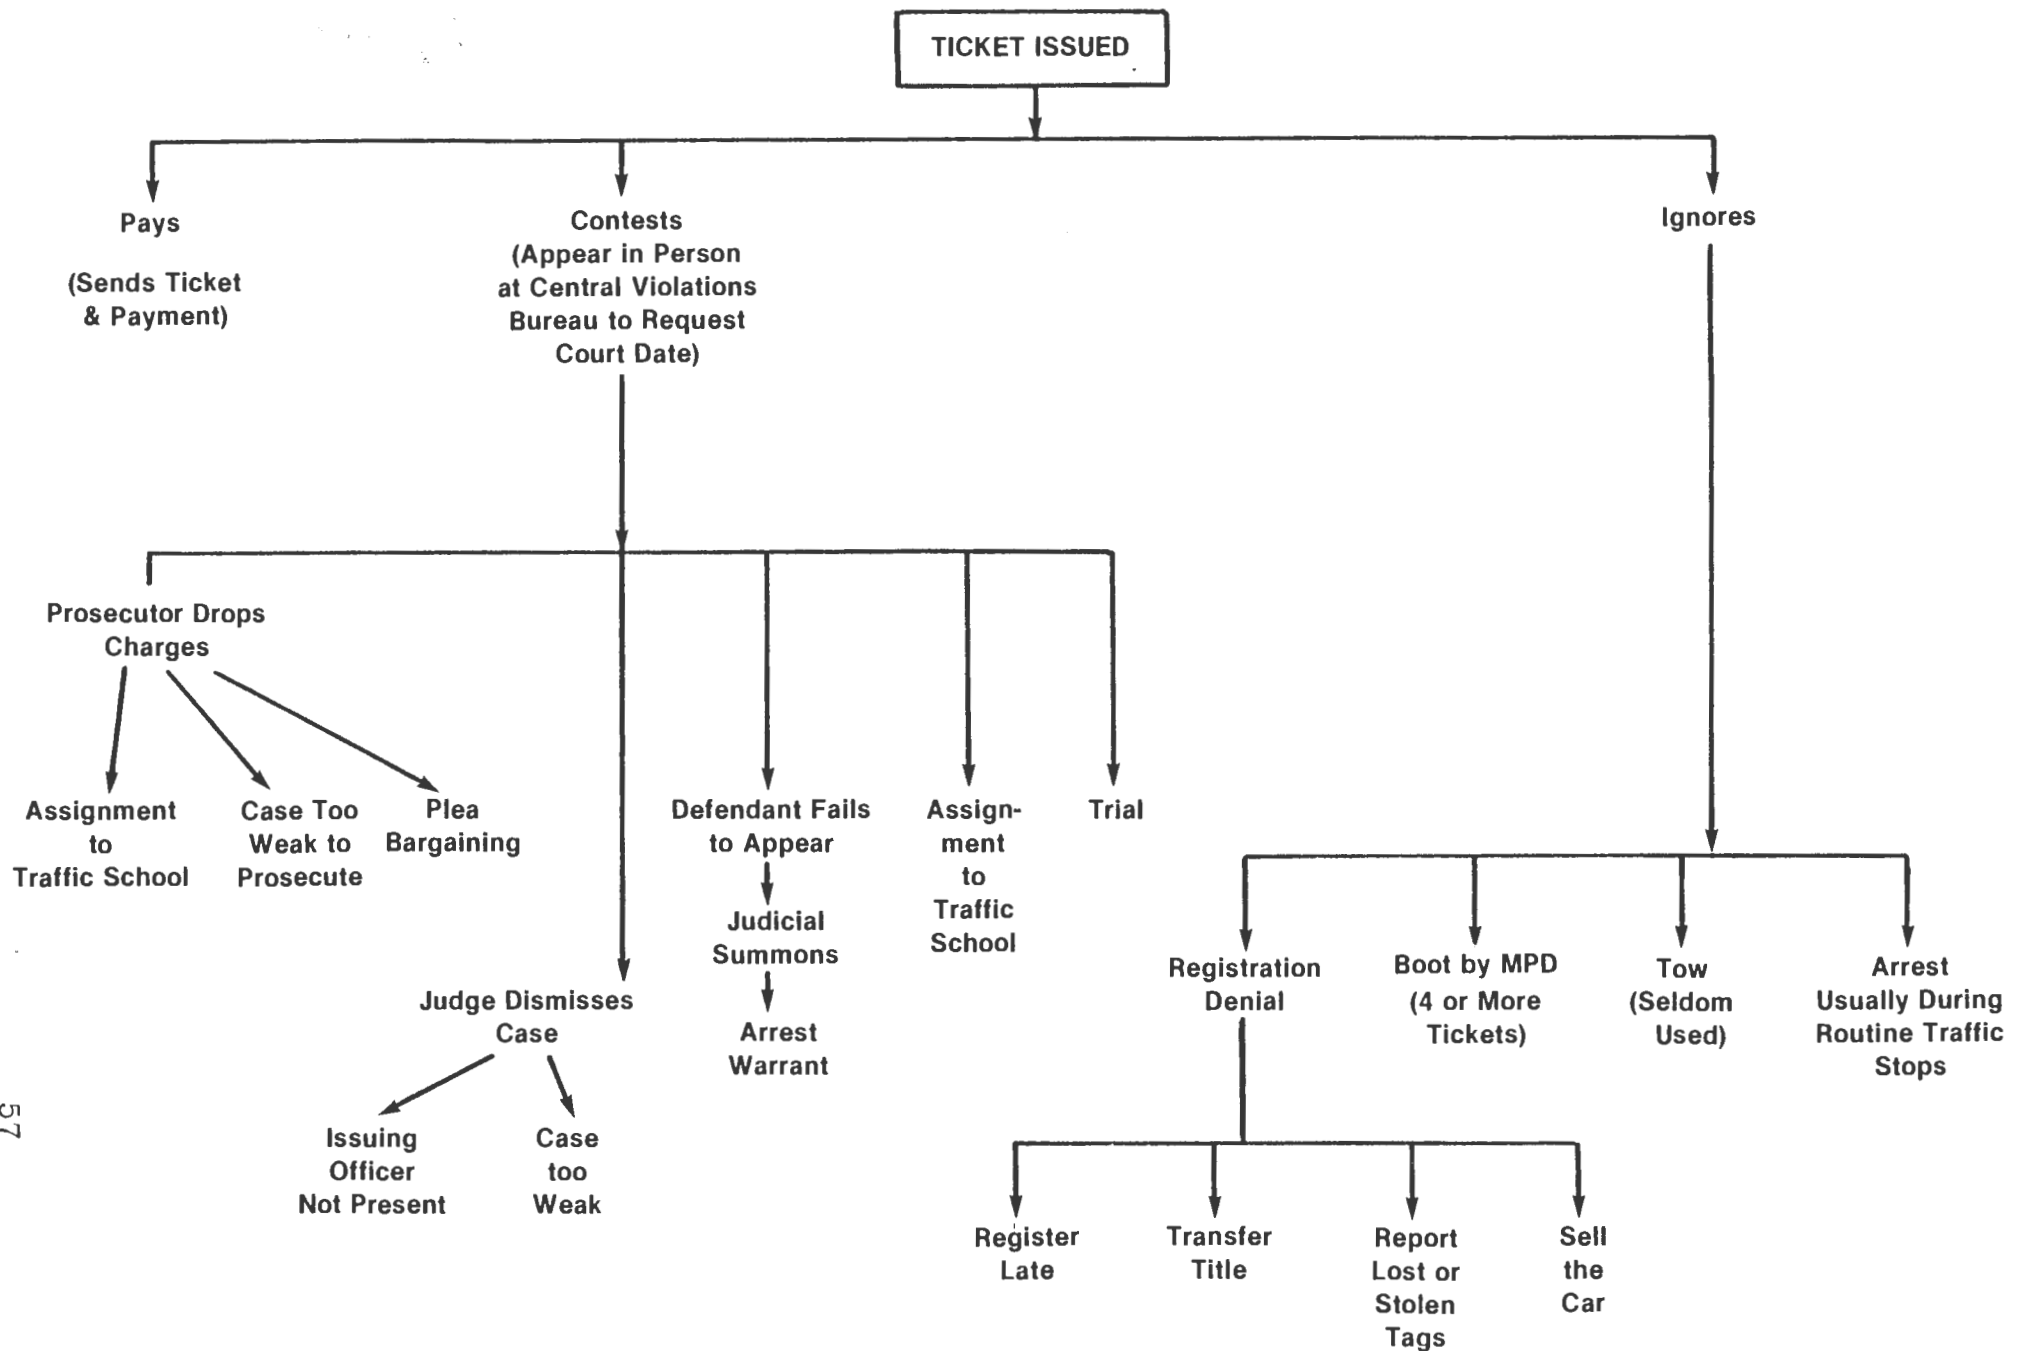 TICKET ISSUED
Pays
(Sends Ticket
& Payment)
Contests
(Appear in Person
at Central Violations
Bureau to Request
Court Date)
Ignores
Prosecutor Drops
Charges
Assignment
to
Traffic School
Case Too
Weak to
Prosecute
Plea
Bargaining
Judge Dismisses
Case
Issuing
Officer
Not Present
Case
too
Weak
Defendant Fails
to Appear
Judicial
Summons
Arrest
Warrant
Assign-
ment
to
Traffic
School
Trial
Registration
Denial
Boot by MPD
(4 or More
Tickets)
Tow
(Seldom
Used)
Arrest
Usually During
Routine Traffic
Stops
Register
Late
Transfer
Title
Report
Lost or
Stolen
Tags
Sell
the
Car
57